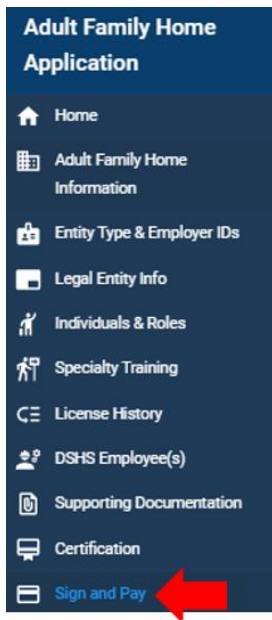 Adult Family Home
Application
Home
Adult Family Home
Information
Entity Type & Employer IDs
Legal Entity Info
Individuals & Roles
Specialty Training
License History
DSHS Employee(s)
Supporting Documentation
Certification
Sign and Pay